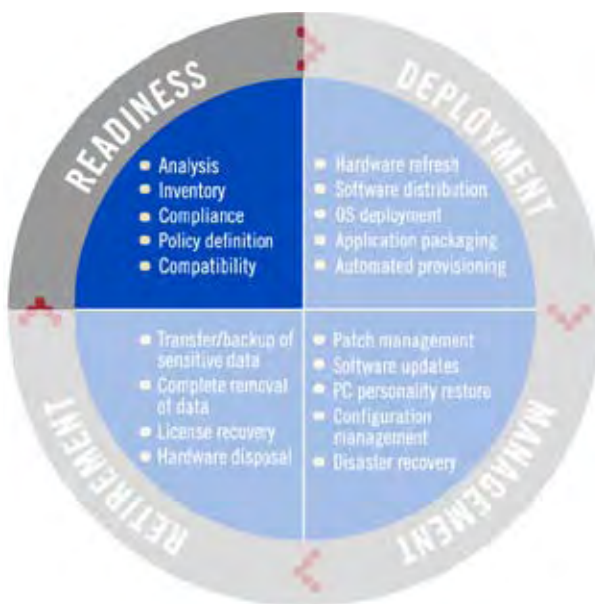 READINESS
Analysis
Inventory
Compliance
Policy definition
Compatibility
DEPLOYMENT
Hardware refresh
Software distribution
OS deployment
Application packaging
Automated provisioning
MANAGEMENT
Patch management
Software updates
PC personality restore
Configuration
management
Disaster recovery
RETIREMENT
Transfer/backup of
sensitive data
Complete removal
of data
License recovery
Hardware disposal